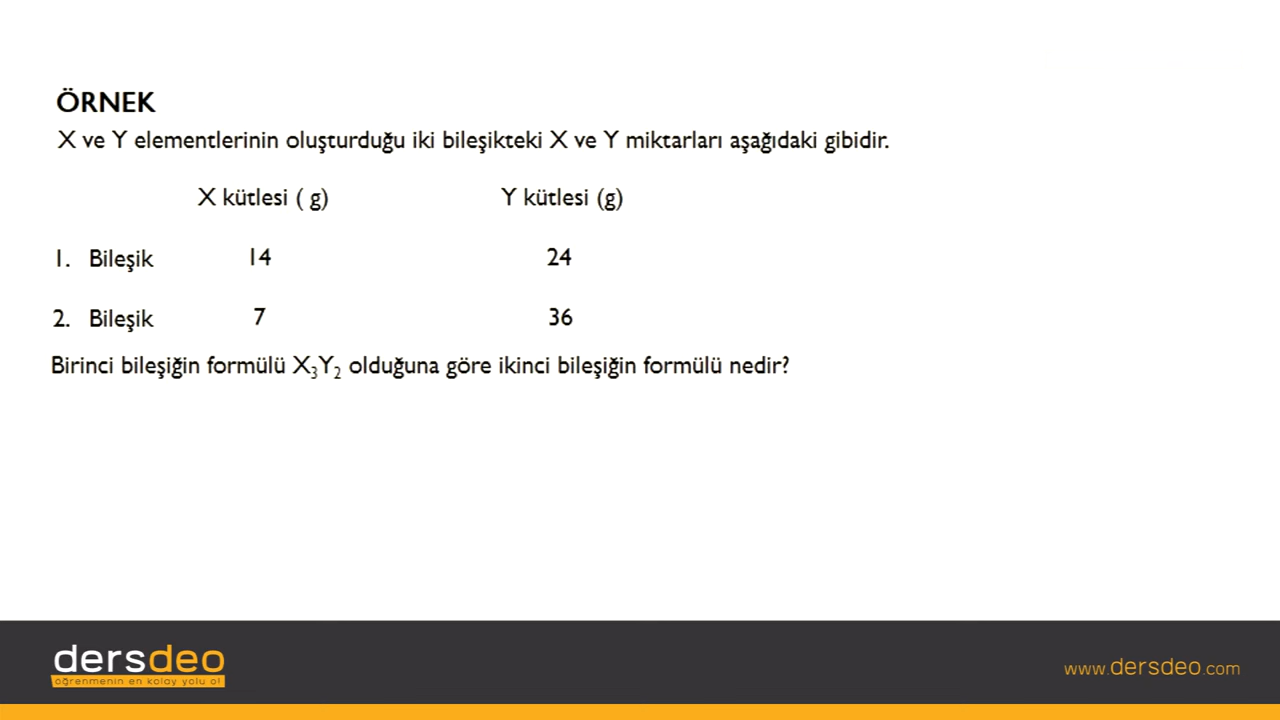 ÖRNEK
X ve Y elementlerinin oluşturduğu iki bileşikteki X ve Y miktarları aşağıdaki gibidir.
X kütlesi ( g) Y kütlesi (g)
1. Bileşik 14 24
2. Bileşik 7 36
Birinci bileşiğin formülü X₃Y₂ olduğuna göre ikinci bileşiğin formülü nedir?
dersdeo
öğrenmenin en kolay yolu o!
www.dersdeo.com